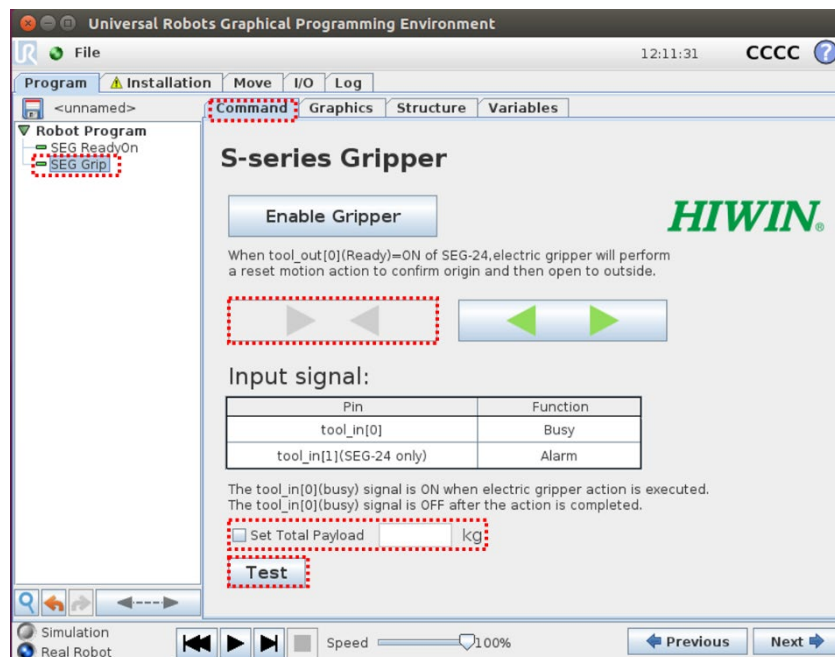 Universal Robots Graphical Programming Environment
File
12:11:31
CCCC
?
Program
Installation
Move
I/O
Log
<unnamed>
Command
Graphics
Structure
Variables
Robot Program
SEG ReadyOn
SEG Grip
S-series Gripper
Enable Gripper
HIWIN®
When tool_out[0](Ready)=ON of SEG-24,electric gripper will perform
a reset motion action to confirm origin and then open to outside.
Input signal:
Pin Function
tool_in[0] Busy
tool_in[1](SEG-24 only) Alarm
The tool_in[0](busy) signal is ON when electric gripper action is executed.
The tool_in[0](busy) signal is OFF after the action is completed.
Set Total Payload kg
Test
Simulation
Real Robot
Speed 100%
Previous
Next